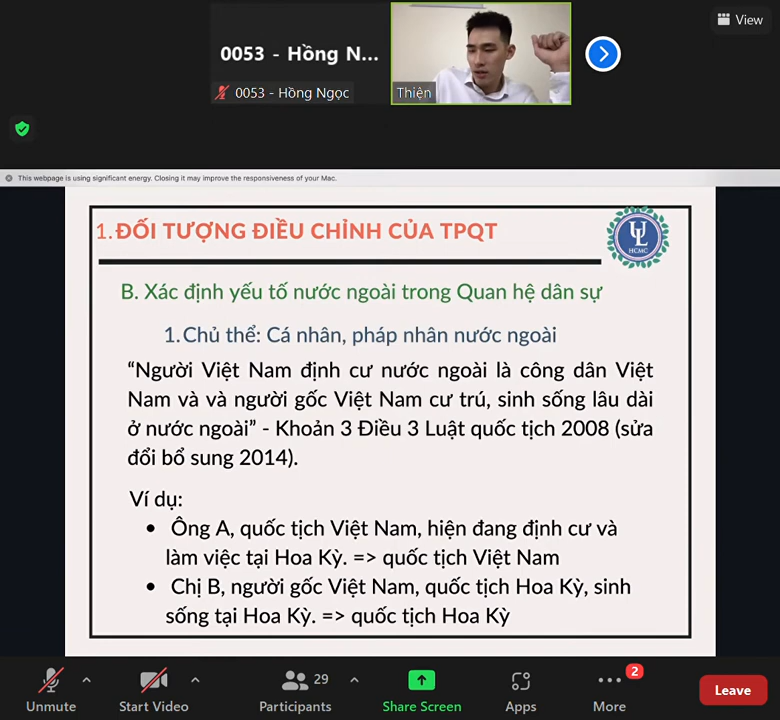 View
0053 - Hồng N...
0053 - Hồng Ngọc
Thiện
This webpage is using significant energy. Closing it may improve the responsiveness of your Mac.
1.ĐỐI TƯỢNG ĐIỀU CHỈNH CỦA TPQT
UL
HCMC
B. Xác định yếu tố nước ngoài trong Quan hệ dân sự
1.Chủ thể: Cá nhân, pháp nhân nước ngoài
“Người Việt Nam định cư nước ngoài là công dân Việt
Nam và và người gốc Việt Nam cư trú, sinh sống lâu dài
ở nước ngoài” - Khoản 3 Điều 3 Luật quốc tịch 2008 (sửa
đổi bổ sung 2014).
Ví dụ:
• Ông A, quốc tịch Việt Nam, hiện đang định cư và
làm việc tại Hoa Kỳ. => quốc tịch Việt Nam
• Chị B, người gốc Việt Nam, quốc tịch Hoa Kỳ, sinh
sống tại Hoa Kỳ. => quốc tịch Hoa Kỳ
29
2
Unmute
Start Video
Participants
Share Screen
Apps
More
Leave